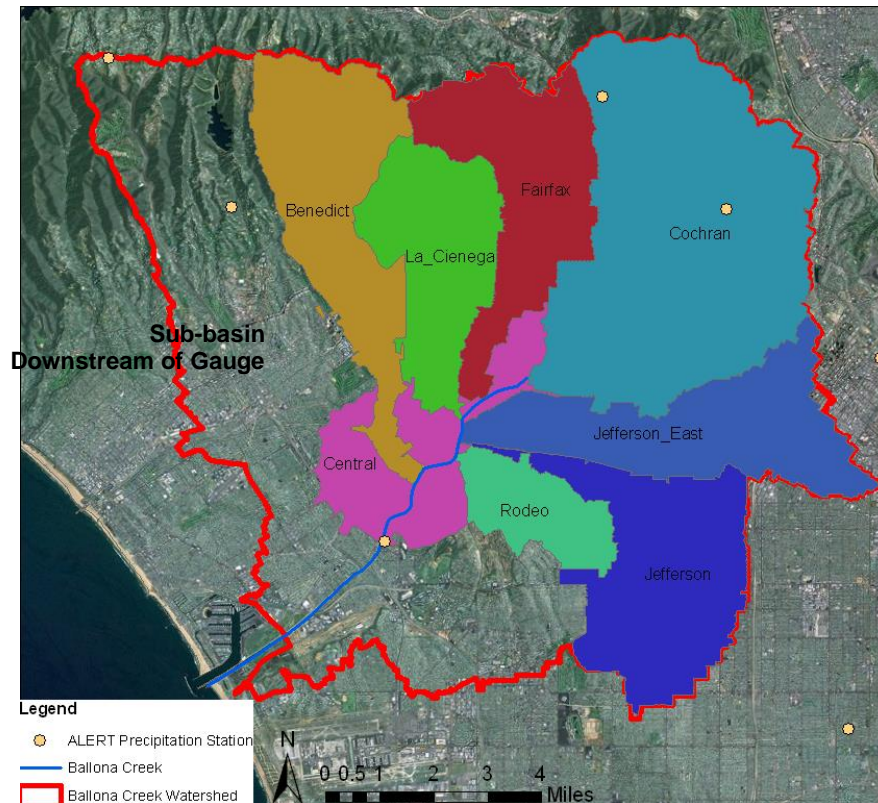 Fairfax
Benedict
Cochran
La_Cienega
Sub-basin
Downstream of Gauge
Jefferson_East
Central
Rodeo
Jefferson
Legend
ALERT Precipitation Station
Ballona Creek
Ballona Creek Watershed
N
0 0.5 1 2 3 4
Miles